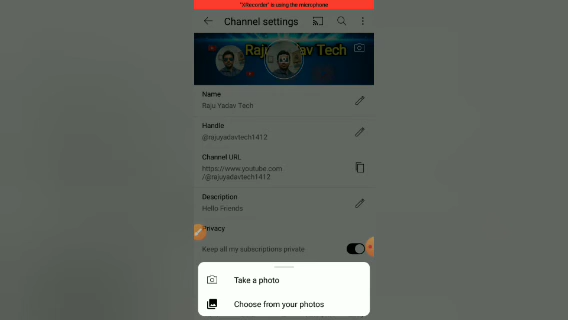 "XRecorder" is using the microphone
Channel settings
Raju Yadav Tech
Name
Raju Yadav Tech
Handle
@rajuyadavtech1412
Channel URL
https://www.youtube.com
/@rajuyadavtech1412
Description
Hello Friends
Privacy
Keep all my subscriptions private
Take a photo
Choose from your photos